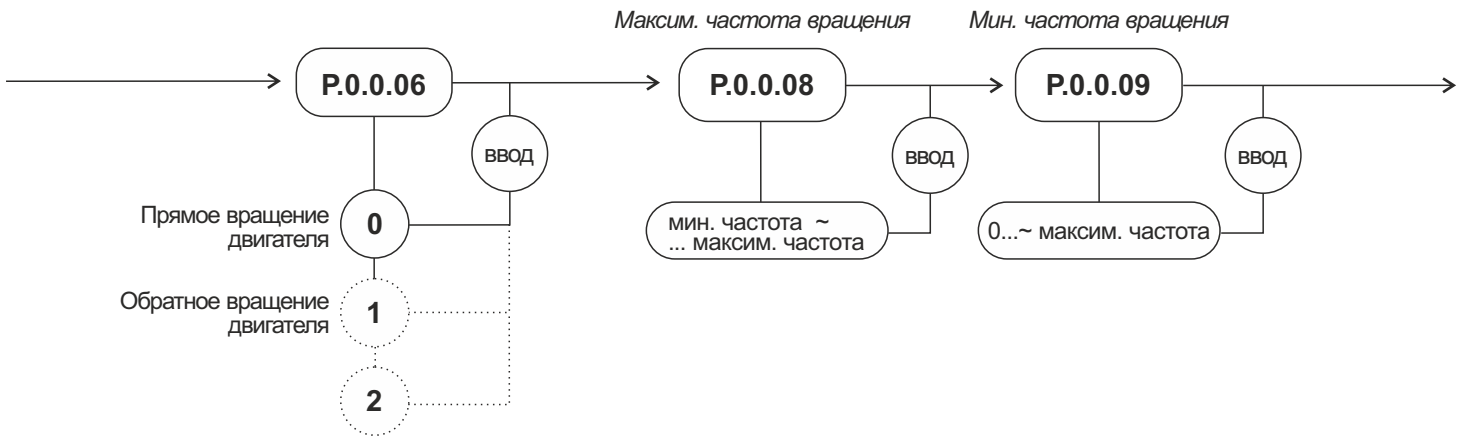 Максим. частота вращения
Мин. частота вращения
P.0.0.06
P.0.0.08
P.0.0.09
ввод
ввод
ввод
Прямое вращение
двигателя
0
мин. частота ~
... максим. частота
0...~ максим. частота
Обратное вращение
двигателя
1
2